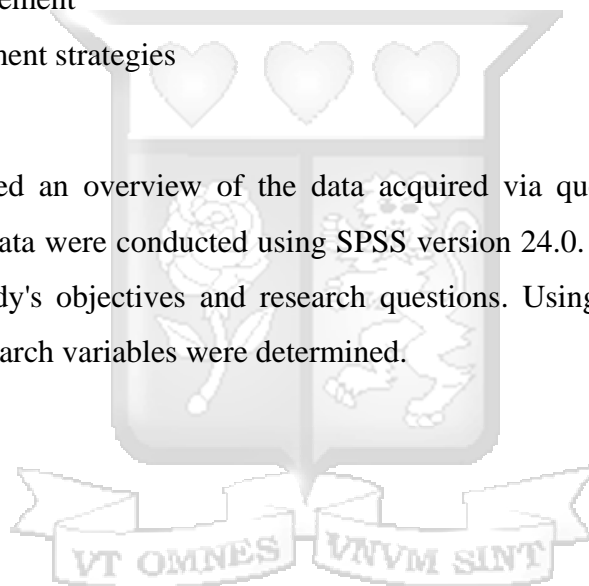 ment strategies
ed an overview of the data acquired via qu
ata were conducted using SPSS version 24.0.
dy's objectives and research questions. Using
arch variables were determined.
VT OMNES VNVM SINT